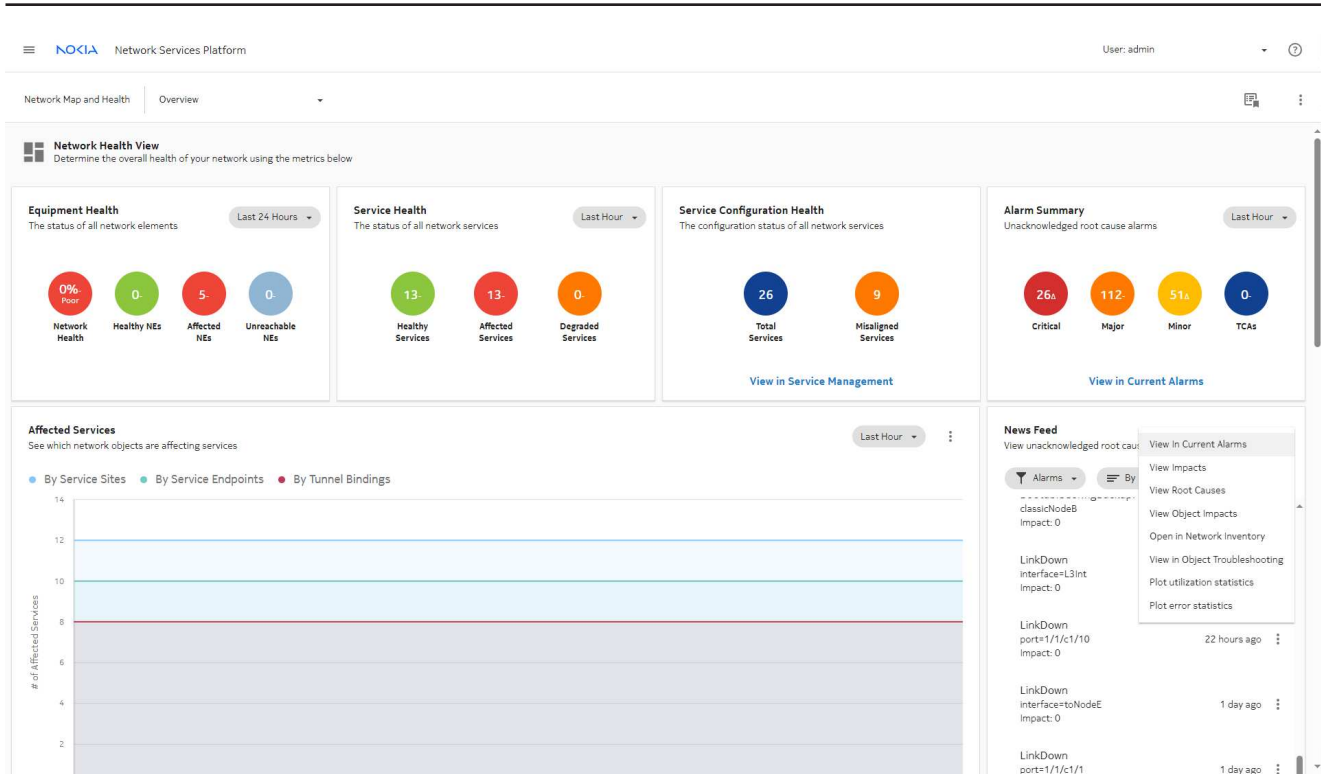 NOKIA Network Services Platform
User: admin
Network Map and Health
Overview
Network Health View
Determine the overall health of your network using the metrics below
Equipment Health
The status of all network elements
Last 24 Hours
0%-
Poor
Network
Health
0-
Healthy NEs
5-
Affected
NEs
0-
Unreachable
NEs
Service Health
The status of all network services
Last Hour
13-
Healthy
Services
13-
Affected
Services
0-
Degraded
Services
Service Configuration Health
The configuration status of all network services
26
Total
Services
9
Misaligned
Services
View in Service Management
Alarm Summary
Unacknowledged root cause alarms
Last Hour
26
Critical
112-
Major
51
Minor
0-
TCAs
View in Current Alarms
Affected Services
See which network objects are affecting services
Last Hour
By Service Sites
By Service Endpoints
By Tunnel Bindings
# of Affected Services
14
12
10
8
6
4
2
News Feed
View unacknowledged root cau
Alarms
By
View In Current Alarms
View Impacts
View Root Causes
View Object Impacts
Open in Network Inventory
View in Object Troubleshooting
Plot utilization statistics
Plot error statistics
classicNodeB
Impact: 0
LinkDown
interface=L3Int
Impact: 0
LinkDown
port=1/1/c1/10
22 hours ago
Impact: 0
LinkDown
interface=toNodeE
1 day ago
Impact: 0
LinkDown
port=1/1/c1/1
1 day ago